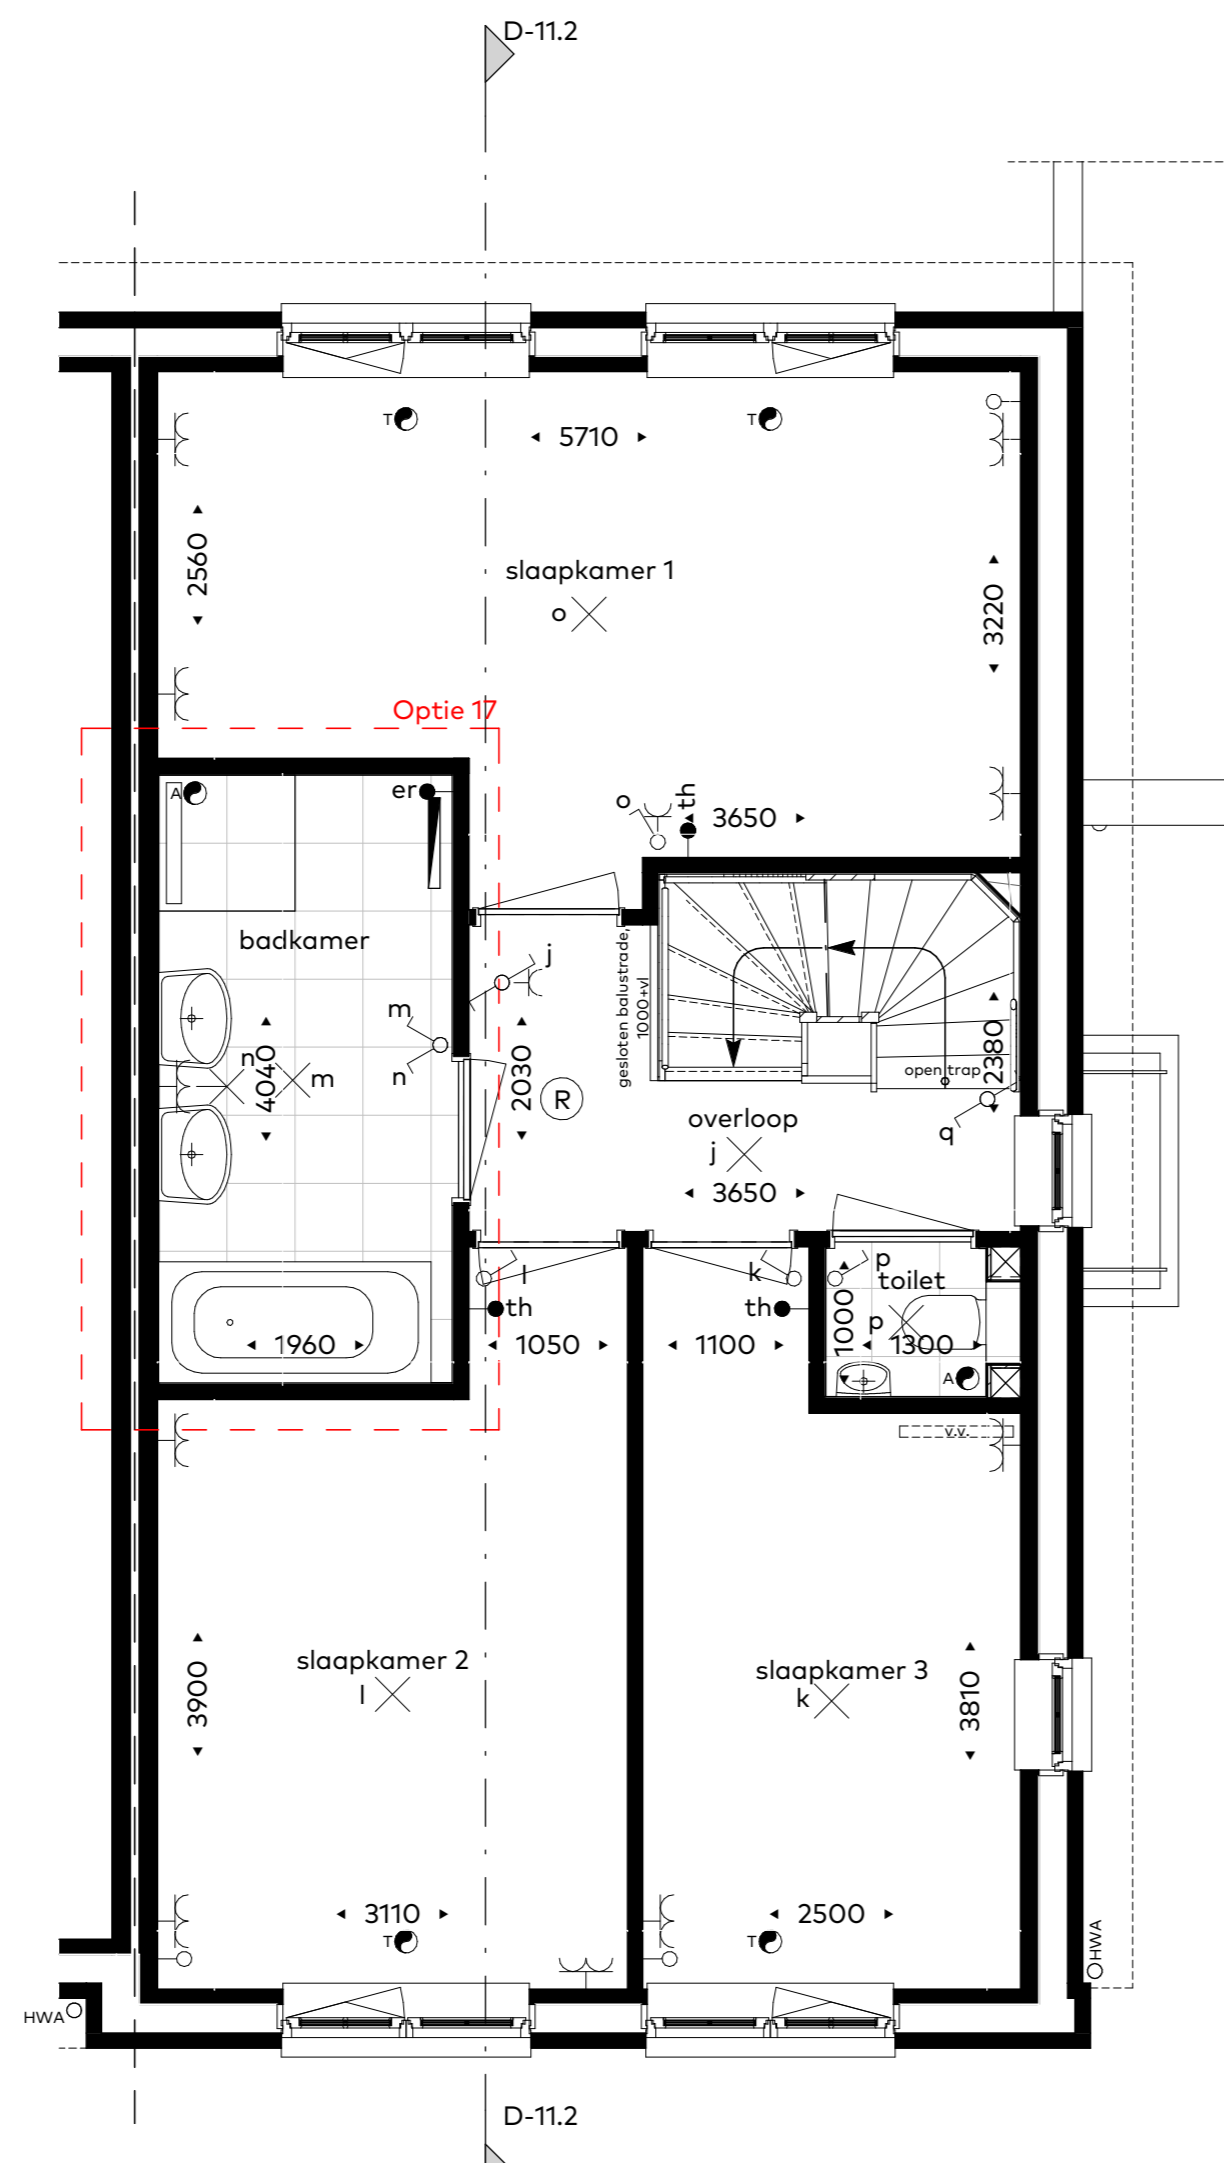 D-11.2
T
T
5710
2560
slaapkamer 1
o
3220
Optie 17
A
er
o
th
3650
badkamer
j
gesloten balustrade,
1000+vl
m
n
n
4040
m
2030
R
2380
open trap
overloop
j
q
3650
l
k
p
toilet
th
th
1000
p
1960
1050
1100
1300
A
v.v.
slaapkamer 2
l
slaapkamer 3
k
3900
3810
3110
2500
T
T
HWA
HWA
D-11.2